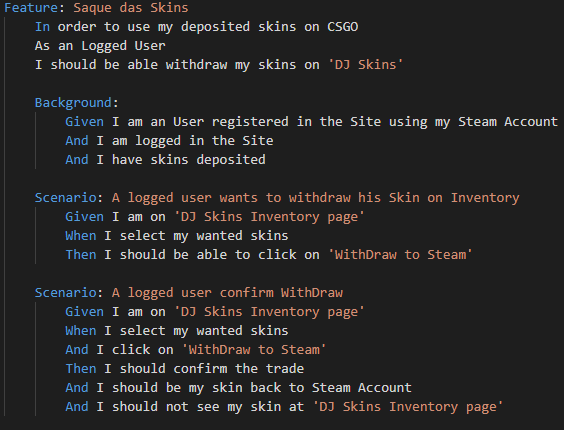 Feature: Saque das Skins
In order to use my deposited skins on CSGO
As an Logged User
I should be able withdraw my skins on 'DJ Skins'
Background:
Given I am an User registered in the Site using my Steam Account
And I am logged in the Site
And I have skins deposited
Scenario: A logged user wants to withdraw his Skin on Inventory
Given I am on 'DJ Skins Inventory page'
When I select my wanted skins
Then I should be able to click on 'WithDraw to Steam'
Scenario: A logged user confirm WithDraw
Given I am on 'DJ Skins Inventory page'
When I select my wanted skins
And I click on 'WithDraw to Steam'
Then I should confirm the trade
And I should be my skin back to Steam Account
And I should not see my skin at 'DJ Skins Inventory page'